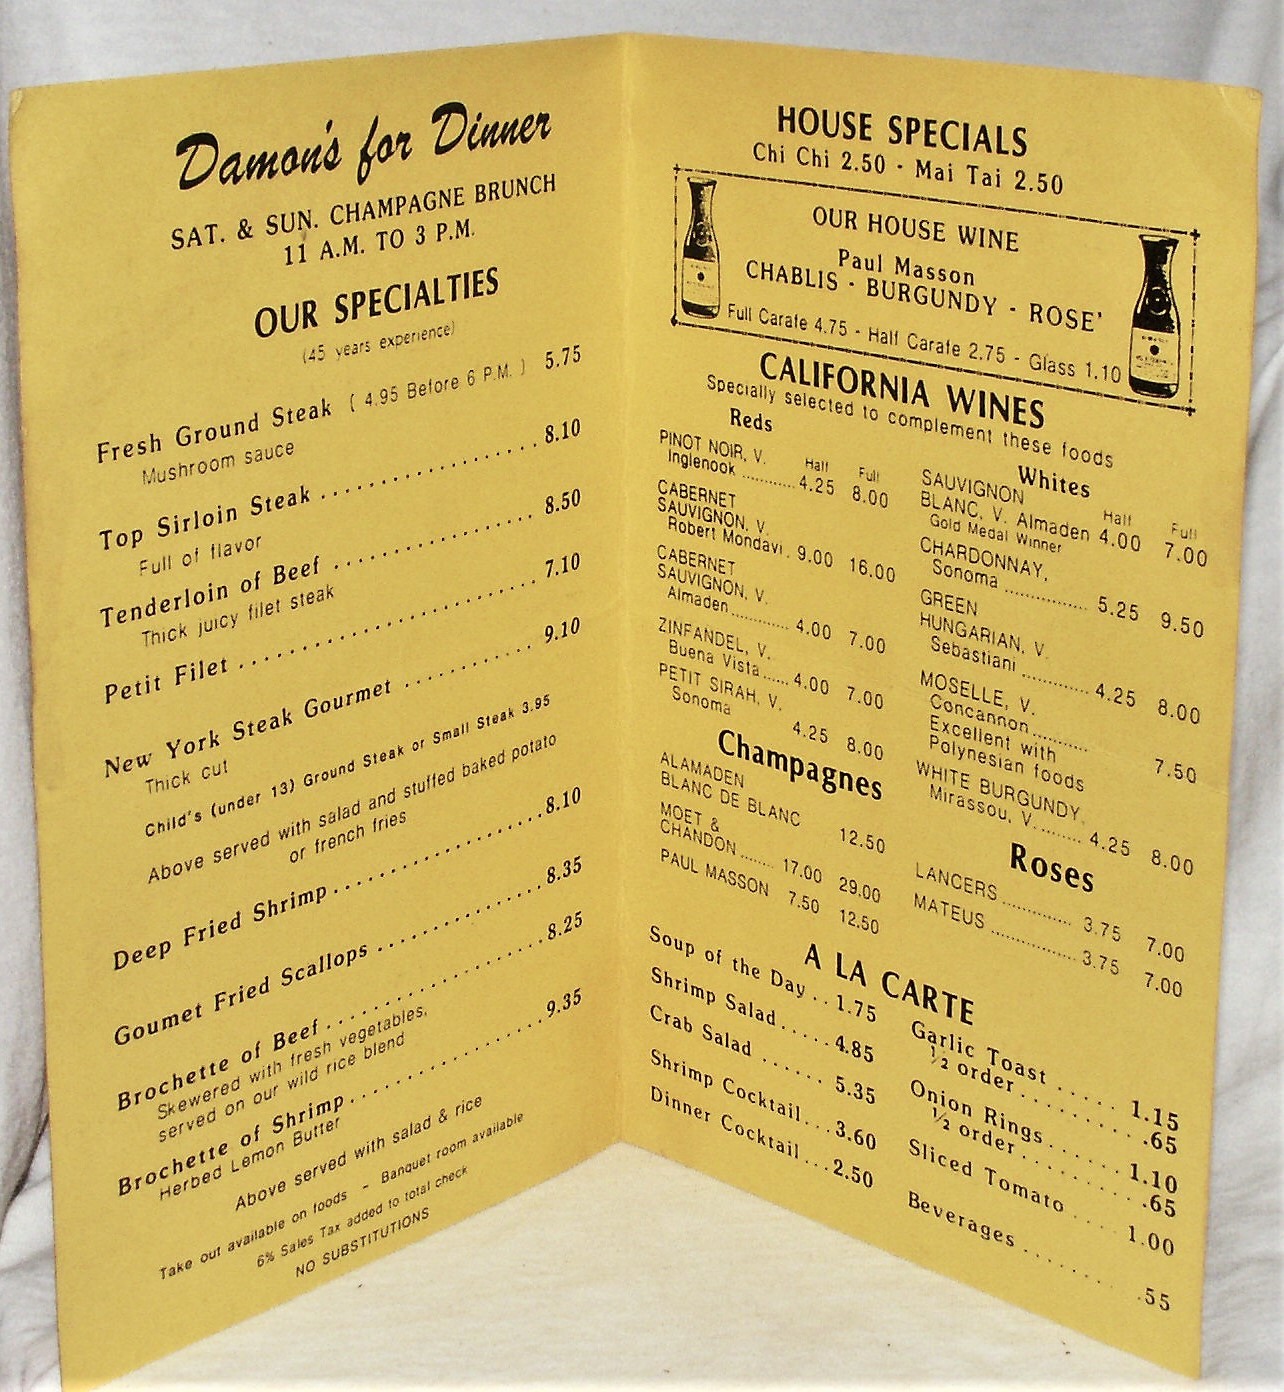 Damon's for Dinner
SAT. & SUN. CHAMPAGNE BRUNCH
11 A.M. TO 3 P.M.
OUR SPECIALTIES
(45 years experience)
Fresh Ground Steak ( 4.95 Before 6 P.M. ) 5.75
Mushroom sauce
Top Sirloin Steak .................... 8.10
Full of flavor
Tenderloin of Beef .................. 8.50
Thick juicy filet steak
Petit Filet .......................... 7.10
New York Steak Gourmet ........... 9.10
Thick cut
Child's (under 13) Ground Steak or Small Steak 3.95
Above served with salad and stuffed baked potato
or french fries
Deep Fried Shrimp ................... 8.10
Goumet Fried Scallops ............... 8.35
Brochette of Beef .................... 8.25
Skewered with fresh vegetables,
served on our wild rice blend
Brochette of Shrimp .................. 9.35
Herbed Lemon Butter
Above served with salad & rice
Take out available on foods - Banquet room available
6% Sales Tax added to total check
NO SUBSTITUTIONS
HOUSE SPECIALS
Chi Chi 2.50 - Mai Tai 2.50
OUR HOUSE WINE
Paul Masson
CHABLIS - BURGUNDY - ROSE'
Full Carafe 4.75 - Half Carafe 2.75 - Glass 1.10
CALIFORNIA WINES
Specially selected to complement these foods
Reds
Half Full
PINOT NOIR, V.
Inglenook ........... 4.25 8.00
CABERNET
SAUVIGNON, V.
Robert Mondavi . 9.00 16.00
CABERNET
SAUVIGNON, V.
Almaden ............ 4.00 7.00
ZINFANDEL, V.
Buena Vista ...... 4.00 7.00
PETIT SIRAH, V.
Sonoma 4.25 8.00
Champagnes
ALAMADEN
BLANC DE BLANC 12.50
MOET &
CHANDON ....... 17.00 29.00
PAUL MASSON 7.50 12.50
Whites
Half Full
SAUVIGNON
BLANC, V. Almaden 4.00 7.00
Gold Medal Winner
CHARDONNAY,
Sonoma ................ 5.25 9.50
GREEN
HUNGARIAN, V.
Sebastiani ............. 4.25 8.00
MOSELLE, V.
Concannon ...........
Excellent with
Polynesian foods 7.50
WHITE BURGUNDY,
Mirassou, V. ........ 4.25 8.00
Roses
LANCERS ............. 3.75 7.00
MATEUS ................ 3.75 7.00
A LA CARTE
Soup of the Day .. 1.75
Shrimp Salad ..... 4.85
Crab Salad ...... 5.35
Shrimp Cocktail ... 3.60
Dinner Cocktail ... 2.50
Garlic Toast ...... 1.15
½ order .......... .65
Onion Rings ....... 1.10
½ order .......... .65
Sliced Tomato .... 1.00
Beverages ......... .55